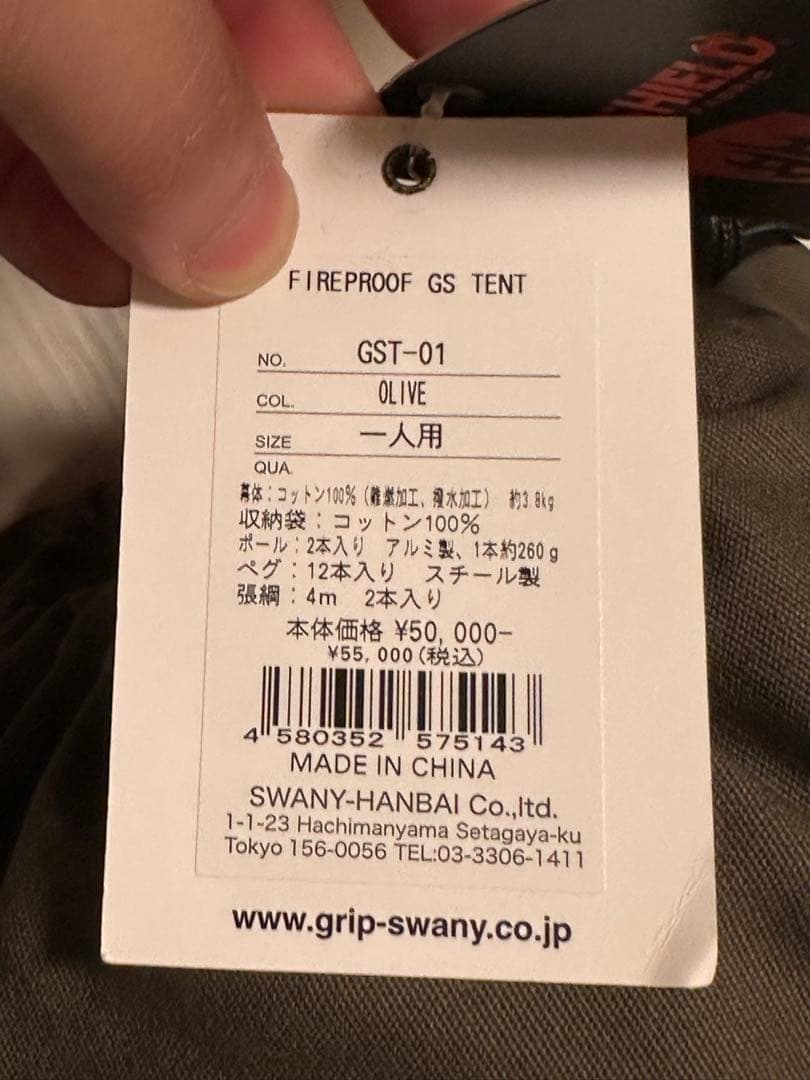 FIREPROOF GS TENT
NO. GST-01
COL. OLIVE
SIZE 一人用
QUA.
幕体:コットン100%(難燃加工、撥水加工) 約3.8kg
収納袋:コットン100%
ポール:2本入り アルミ製、1本約260g
ペグ:12本入り スチール製
張綱:4m 2本入り
本体価格 ¥50,000-
¥55,000(税込)
4 580352 575143
MADE IN CHINA
SWANY-HANBAI Co.,ltd.
1-1-23 Hachimanyama Setagaya-ku
Tokyo 156-0056 TEL:03-3306-1411
www.grip-swany.co.jp